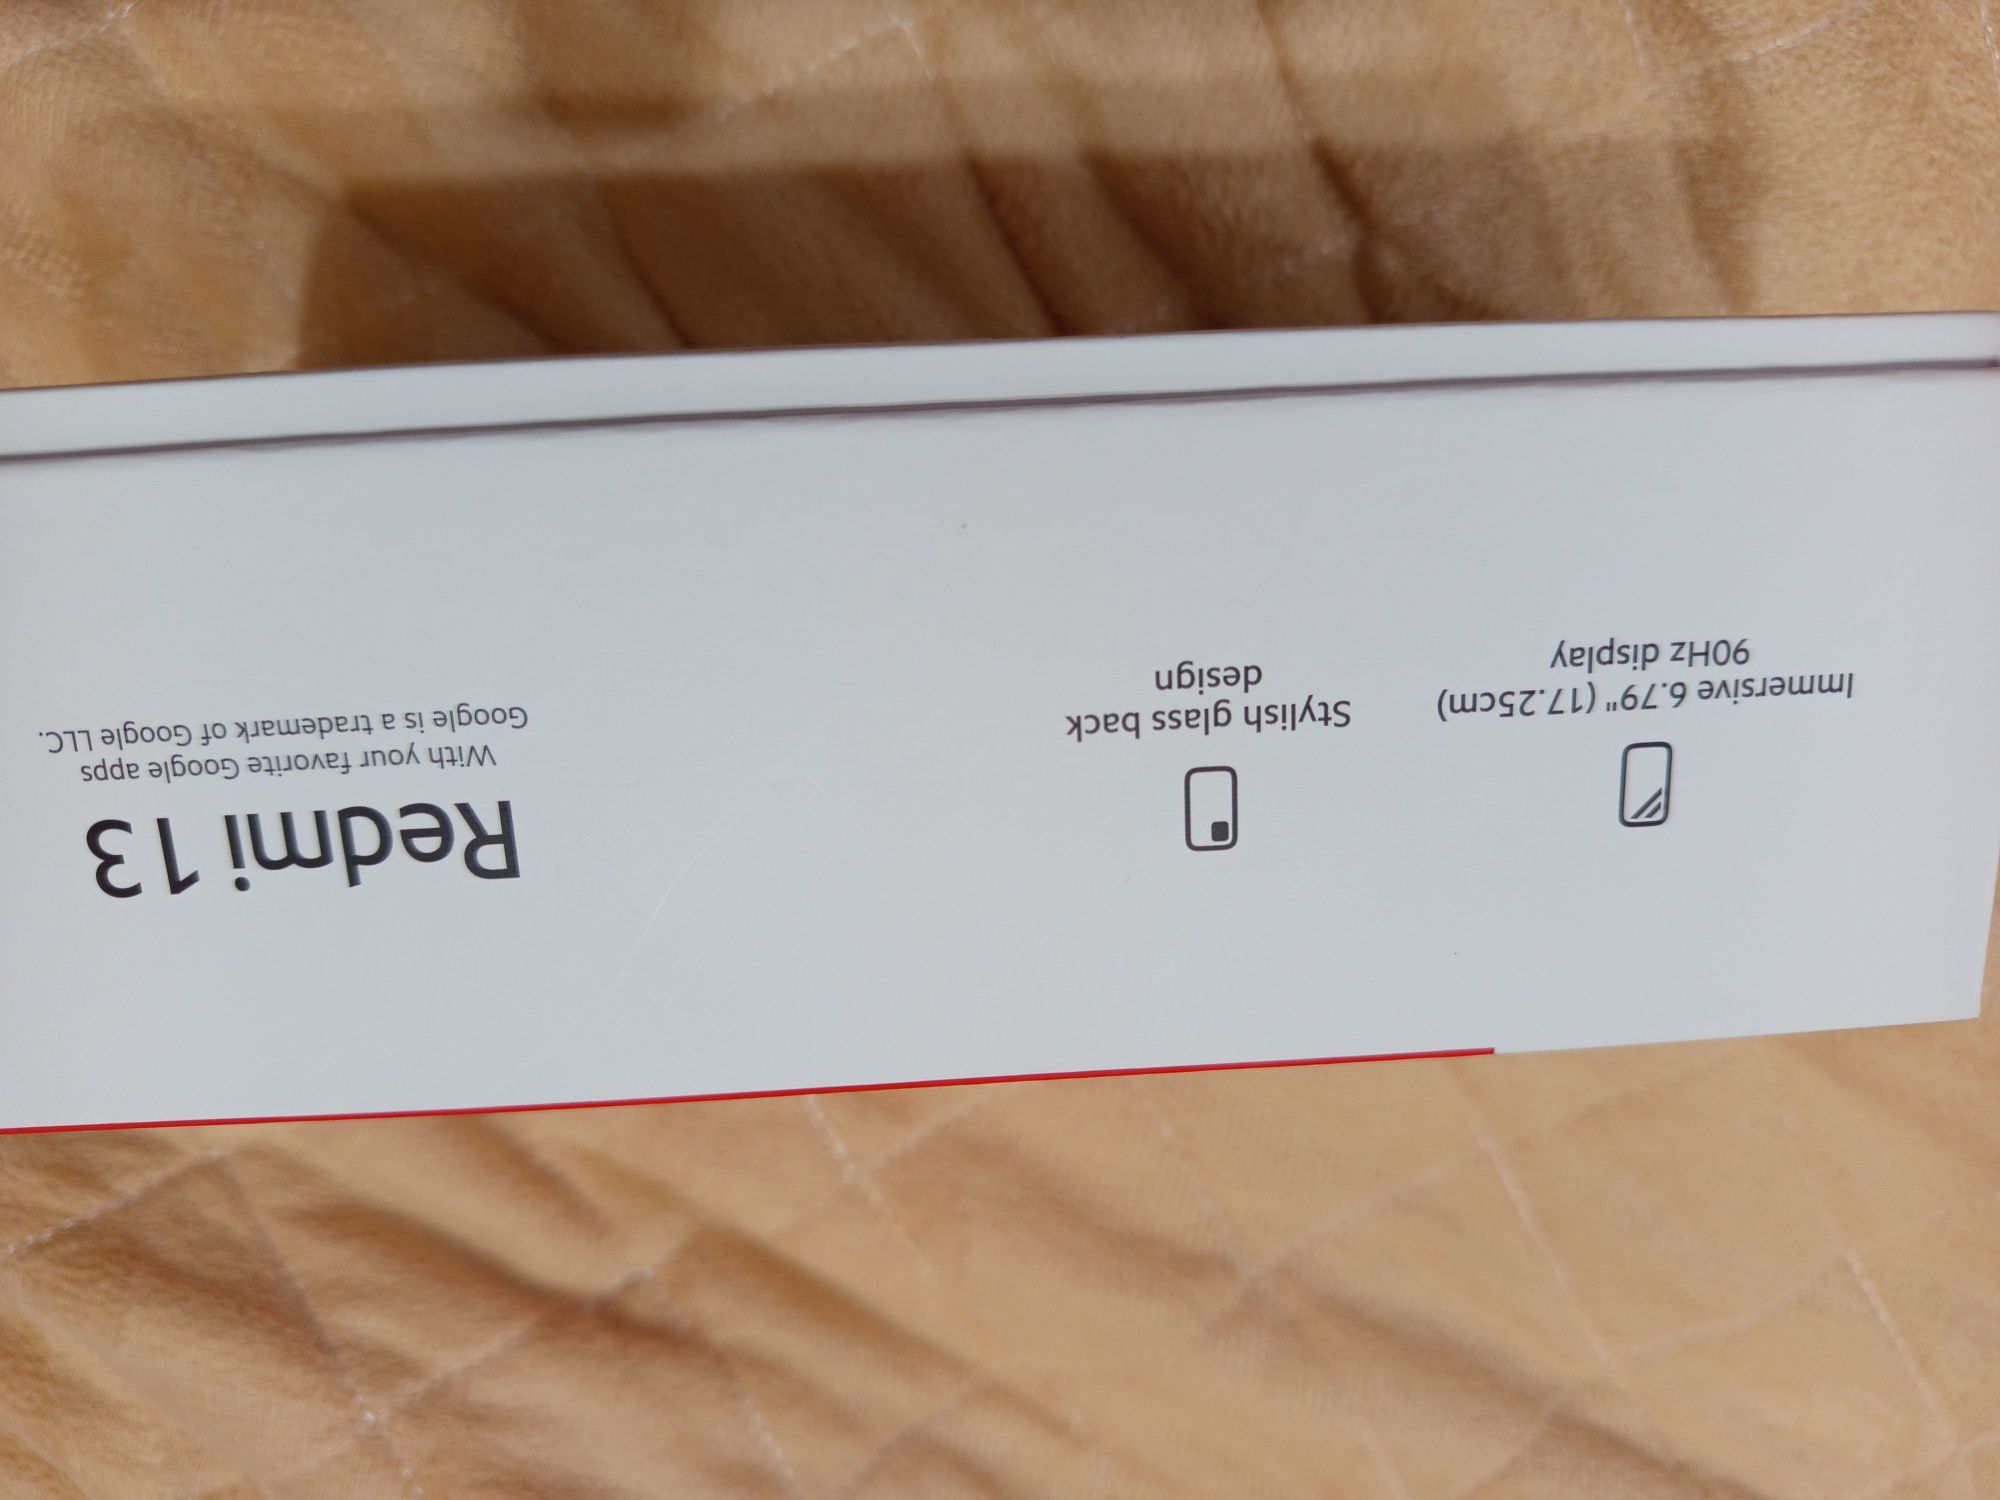 Immersive 6.79" (17.25cm)
90Hz display
Stylish glass back
design
Redmi 13
With your favorite Google apps
Google is a trademark of Google LLC.